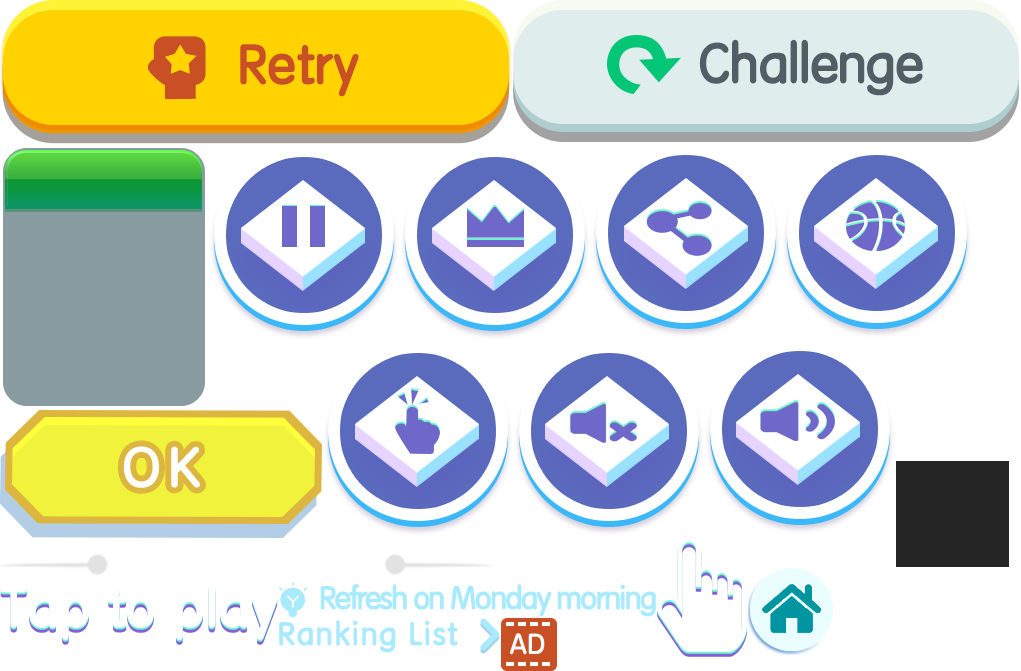 Retry
Challenge
OK
Tap to play
Refresh on Monday morning
Ranking List
AD